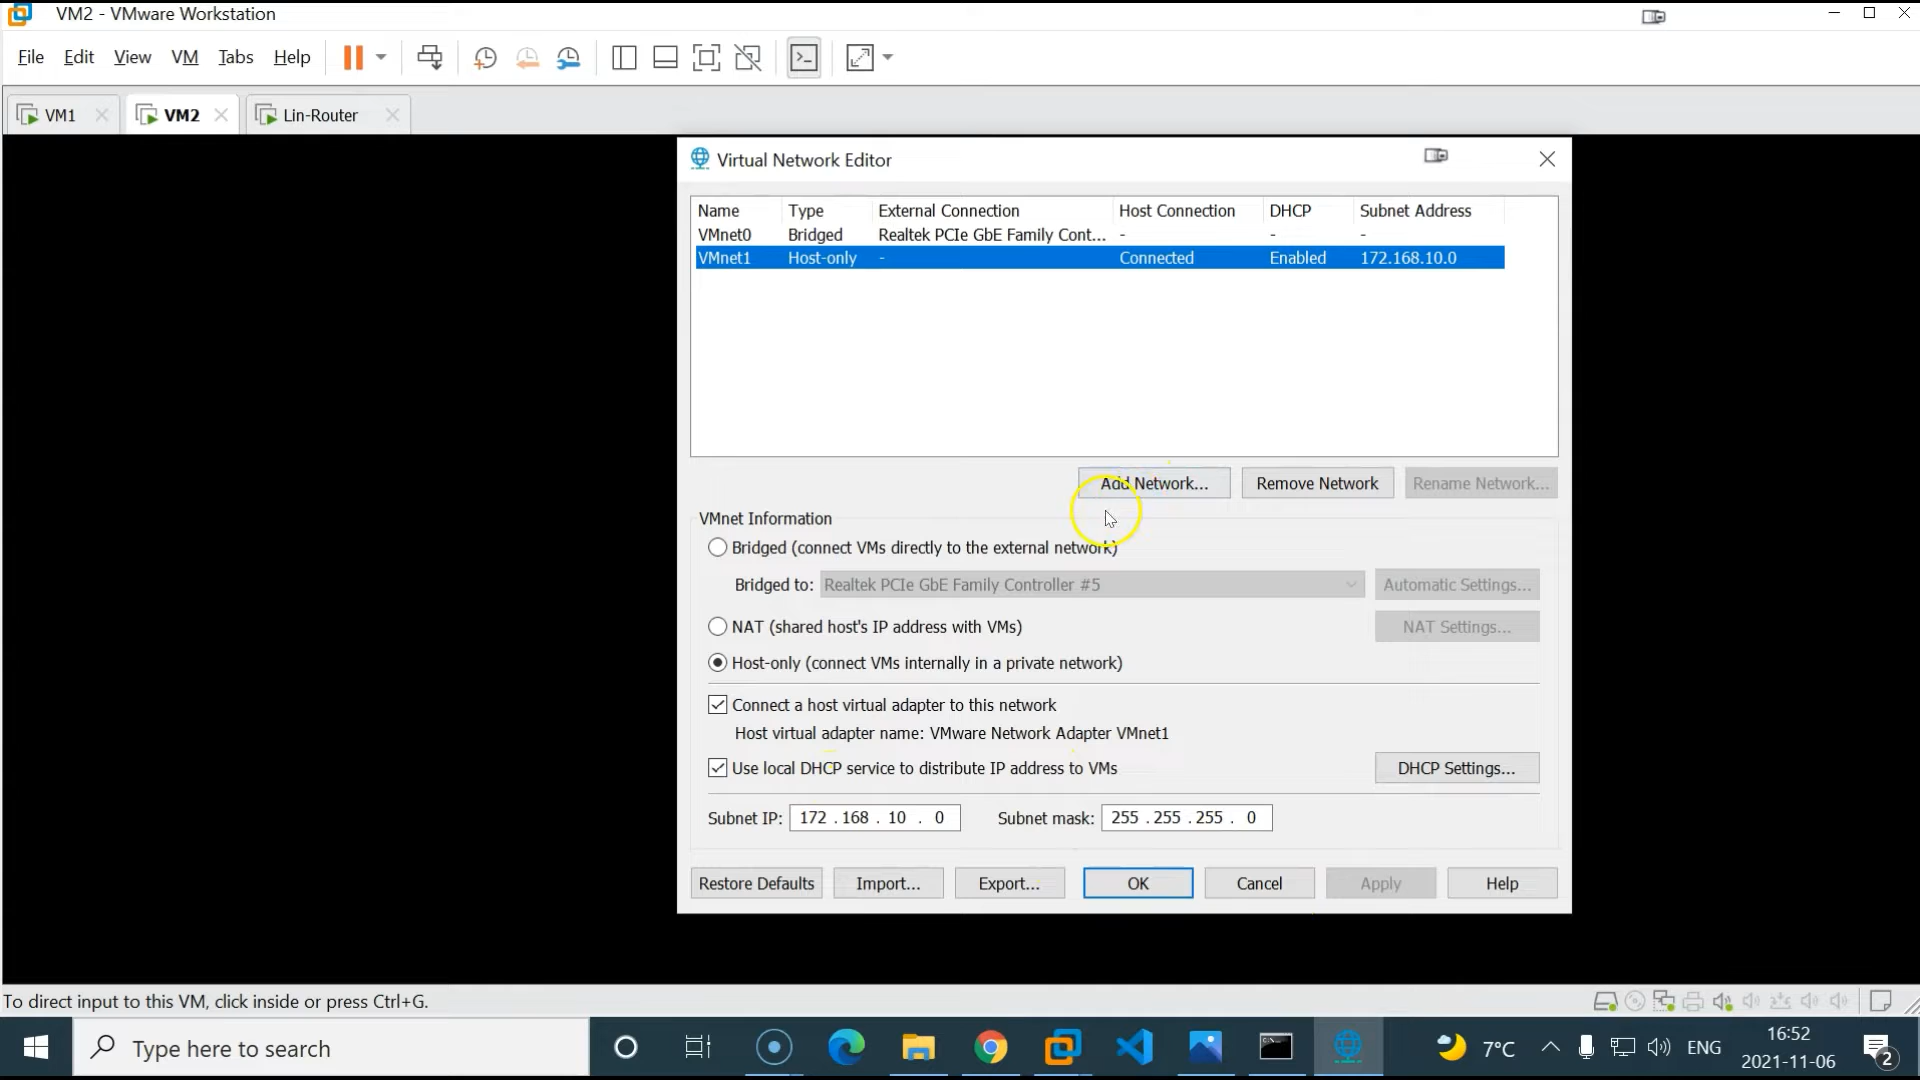 VM2 - VMware Workstation
File Edit View VM Tabs Help
VM1 VM2 Lin-Router
Virtual Network Editor
Name Type External Connection Host Connection DHCP Subnet Address
VMnet0 Bridged Realtek PCIe GbE Family Cont... - - -
VMnet1 Host-only - Connected Enabled 172.168.10.0
Add Network... Remove Network Rename Network...
VMnet Information
Bridged (connect VMs directly to the external network)
Bridged to: Realtek PCIe GbE Family Controller #5 Automatic Settings...
NAT (shared host's IP address with VMs) NAT Settings...
Host-only (connect VMs internally in a private network)
Connect a host virtual adapter to this network
Host virtual adapter name: VMware Network Adapter VMnet1
Use local DHCP service to distribute IP address to VMs DHCP Settings...
Subnet IP: 172 . 168 . 10 . 0 Subnet mask: 255 . 255 . 255 . 0
Restore Defaults Import... Export... OK Cancel Apply Help
To direct input to this VM, click inside or press Ctrl+G.
Type here to search 7°C ENG 16:52
2021-11-06 2